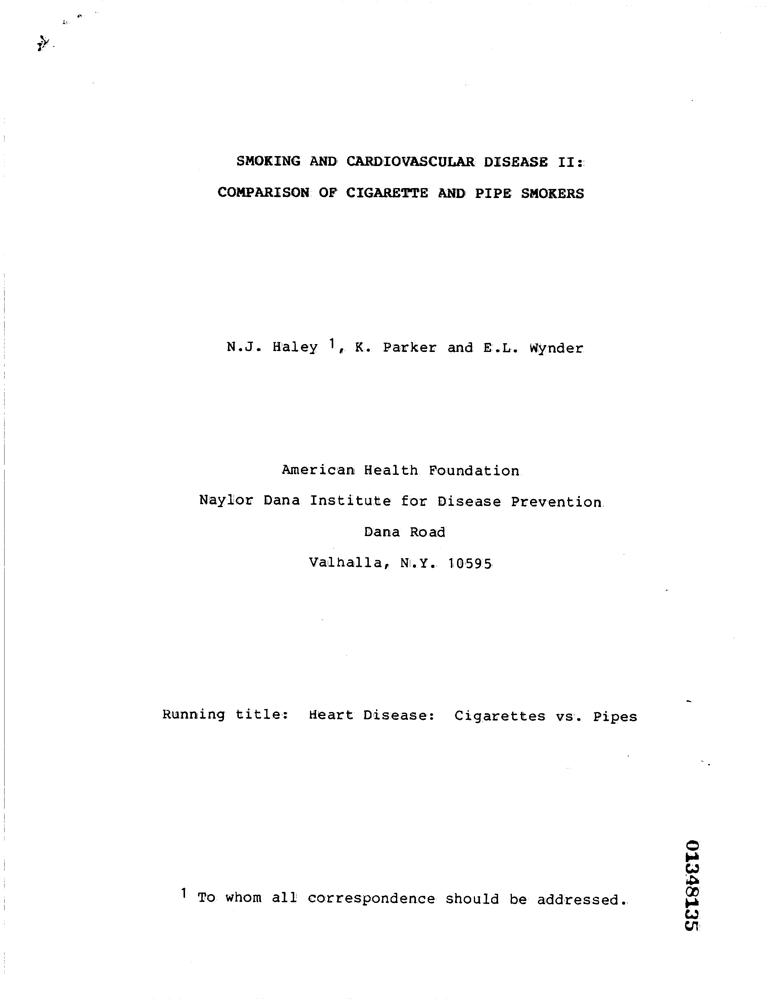 SMOKING AND CARDIOVASCULAR DISEASE II:
COMPARISON OF CIGARETTE AND PIPE SMOKERS
N.J. Haley 1, K. Parker and E.L. Wynder
American Health Foundation
Naylor Dana Institute for Disease Prevention
Dana Road
Valhalla, N.Y. 10595
Running title: Heart Disease: Cigarettes vs. Pipes
1 To whom all correspondence should be addressed.
01348135